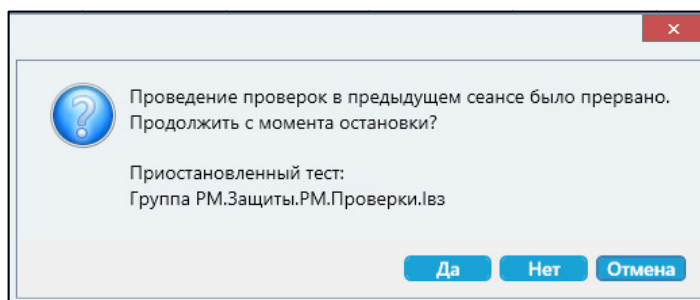 Проведение проверок в предыдущем сеансе было прервано.
Продолжить с момента остановки?
Приостановленный тест:
Группа РМ.Защиты.РМ.Проверки.Iвз
Да Нет Отмена